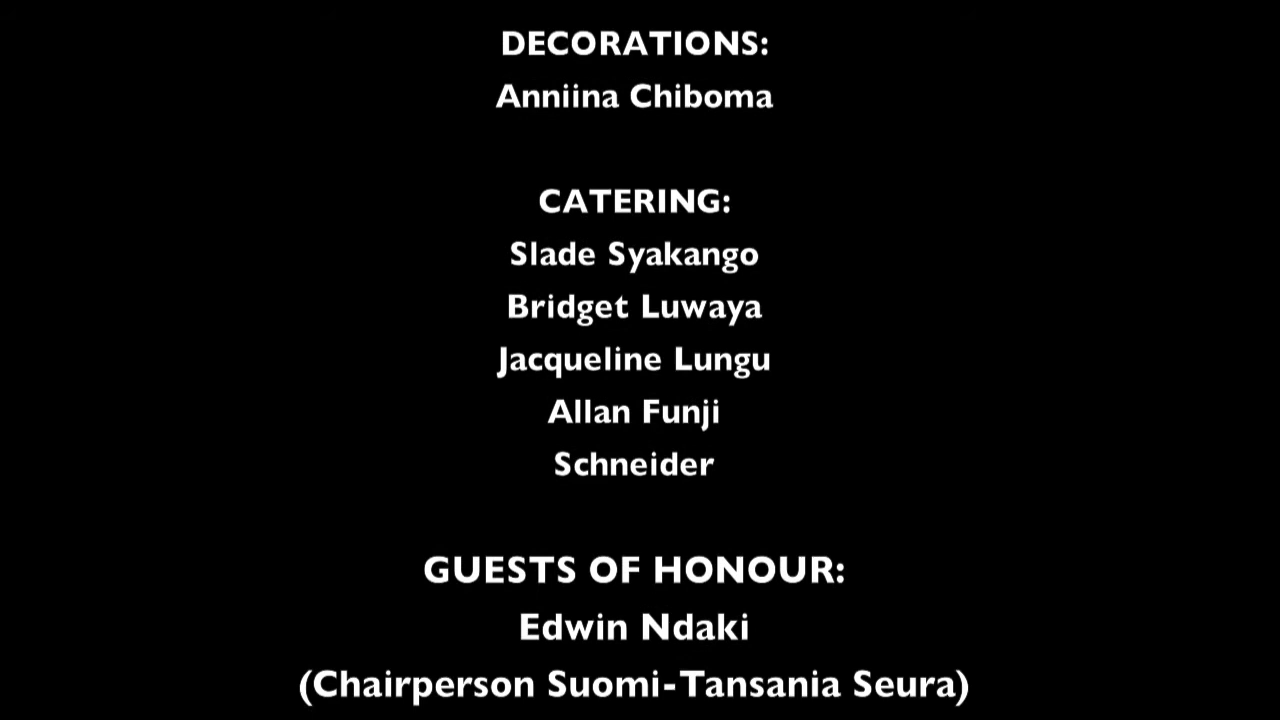 DECORATIONS:
Anniina Chiboma
CATERING:
Slade Syakango
Bridget Luwaya
Jacqueline Lungu
Allan Funji
Schneider
GUESTS OF HONOUR:
Edwin Ndaki
(Chairperson Suomi-Tansania Seura)